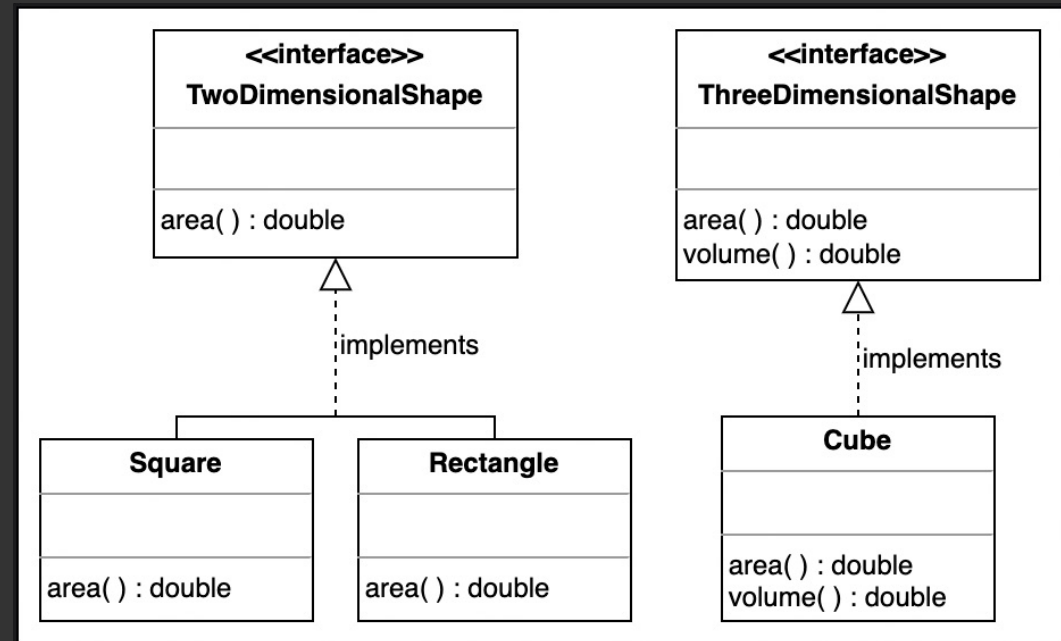 <<interface>>
TwoDimensionalShape
area( ) : double
<<interface>>
ThreeDimensionalShape
area( ) : double
volume( ) : double
implements
implements
Square
area( ) : double
Rectangle
area( ) : double
Cube
area( ) : double
volume( ) : double